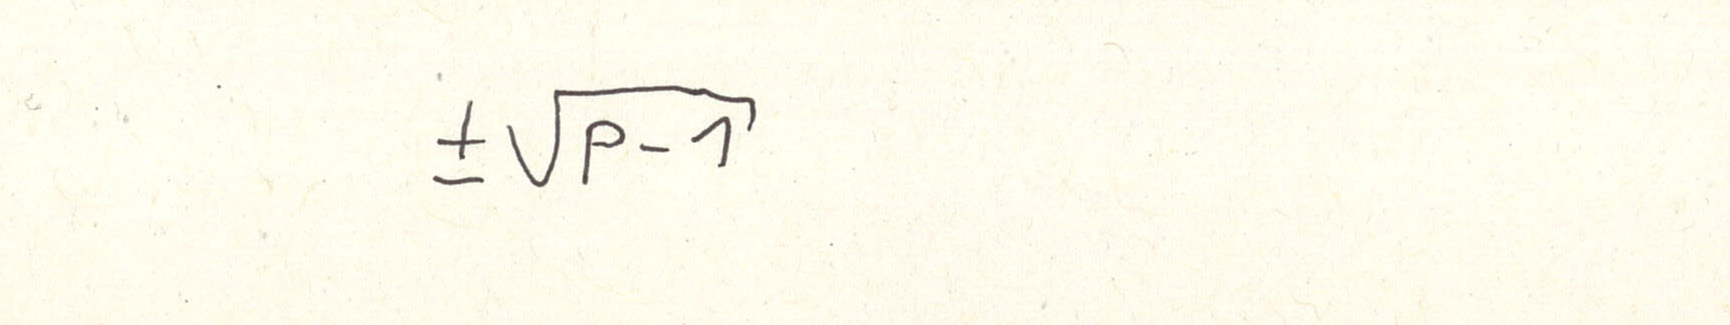 ± √(p-1)